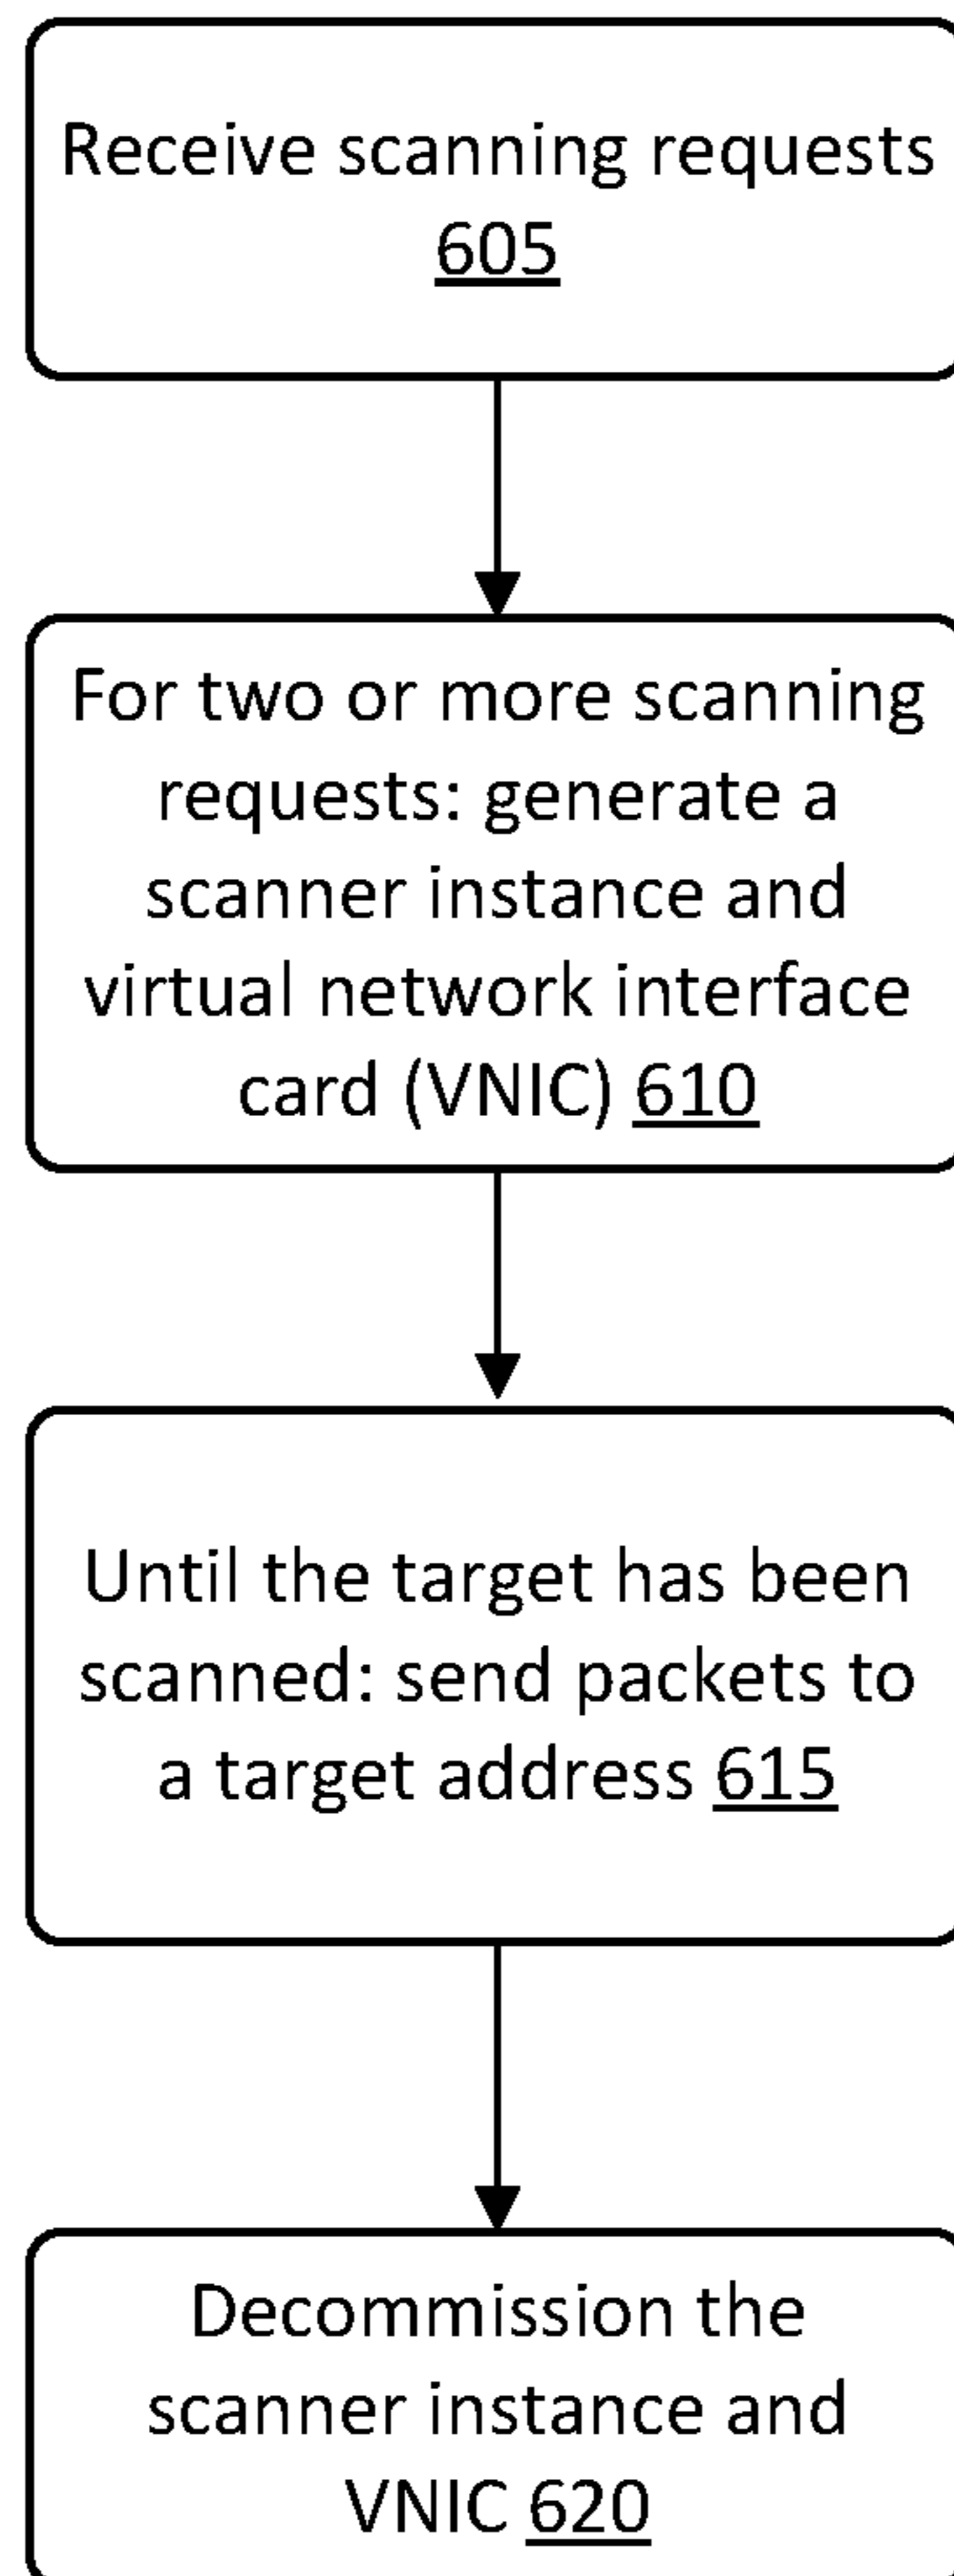 Receive scanning requests
605
For two or more scanning
requests: generate a
scanner instance and
virtual network interface
card (VNIC) 610
Until the target has been
scanned: send packets to
a target address 615
Decommission the
scanner instance and
VNIC 620